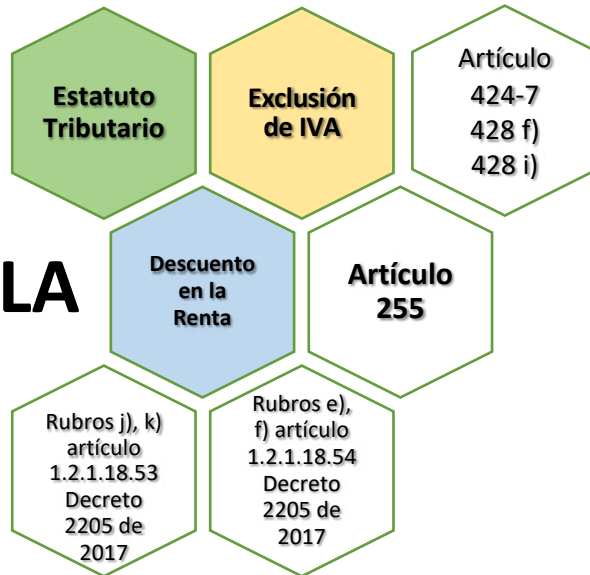 Estatuto
Tributario
Exclusión
de IVA
Artículo
424-7
428 f)
428 i)
LA
Descuento
en la
Renta
Artículo
255
Rubros j), k)
artículo
1.2.1.18.53
Decreto
2205 de
2017
Rubros e),
f) artículo
1.2.1.18.54
Decreto
2205 de
2017